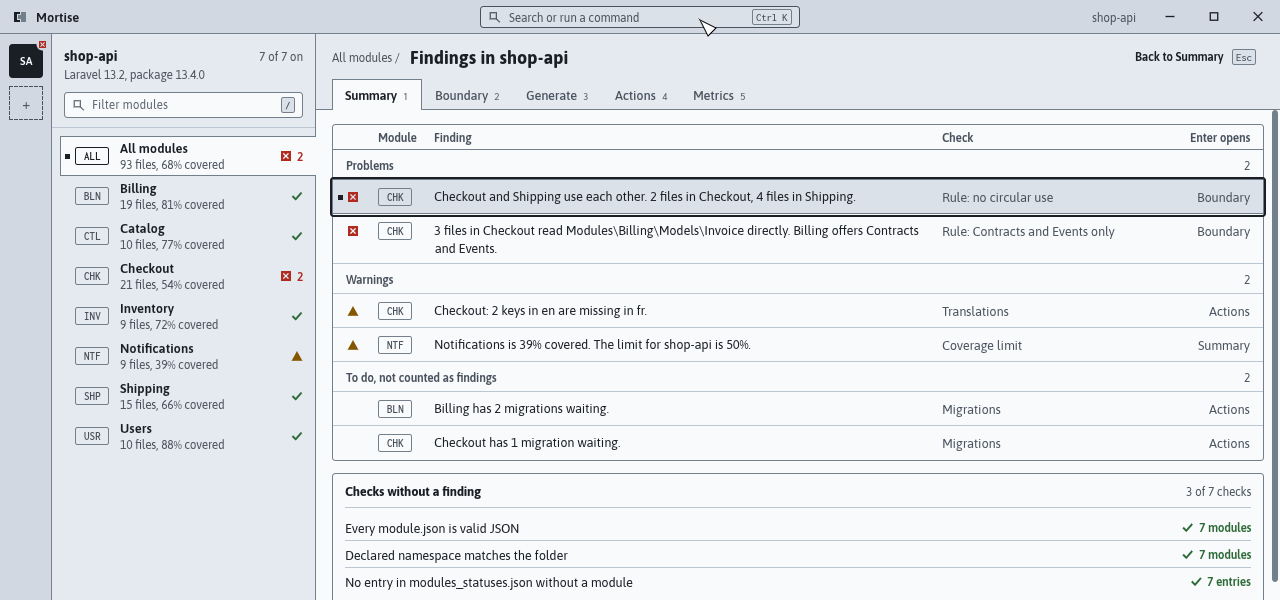 Mortise
Search or run a command
Ctrl K
shop-api
SA
+
shop-api
7 of 7 on
Laravel 13.2, package 13.4.0
Filter modules
/
ALL
All modules
93 files, 68% covered
2
BLN
Billing
19 files, 81% covered
CTL
Catalog
10 files, 77% covered
CHK
Checkout
21 files, 54% covered
2
INV
Inventory
9 files, 72% covered
NTF
Notifications
9 files, 39% covered
SHP
Shipping
15 files, 66% covered
USR
Users
10 files, 88% covered
All modules /
Findings in shop-api
Back to Summary
Esc
Summary 1
Boundary 2
Generate 3
Actions 4
Metrics 5
Module Finding Check Enter opens
Problems 2
CHK Checkout and Shipping use each other. 2 files in Checkout, 4 files in Shipping. Rule: no circular use Boundary
CHK 3 files in Checkout read Modules\Billing\Models\Invoice directly. Billing offers Contracts Rule: Contracts and Events only Boundary
and Events.
Warnings 2
CHK Checkout: 2 keys in en are missing in fr. Translations Actions
NTF Notifications is 39% covered. The limit for shop-api is 50%. Coverage limit Summary
To do, not counted as findings 2
BLN Billing has 2 migrations waiting. Migrations Actions
CHK Checkout has 1 migration waiting. Migrations Actions
Checks without a finding 3 of 7 checks
Every module.json is valid JSON 7 modules
Declared namespace matches the folder 7 modules
No entry in modules_statuses.json without a module 7 entries